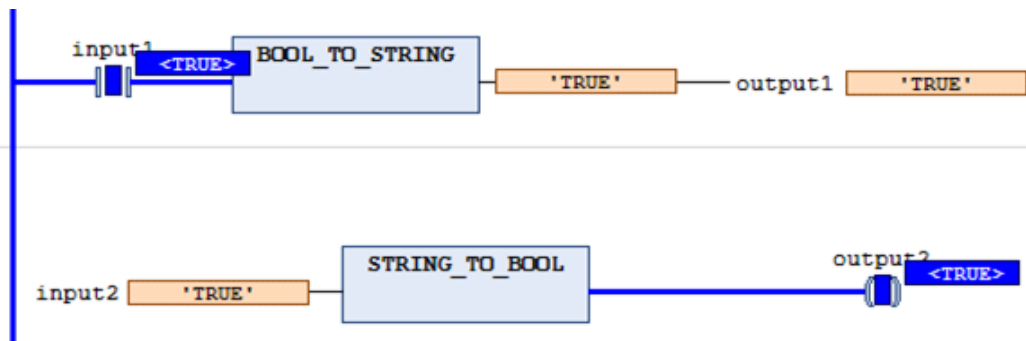 input1 <TRUE> BOOL_TO_STRING 'TRUE' output1 'TRUE'
input2 'TRUE' STRING_TO_BOOL output2 <TRUE>